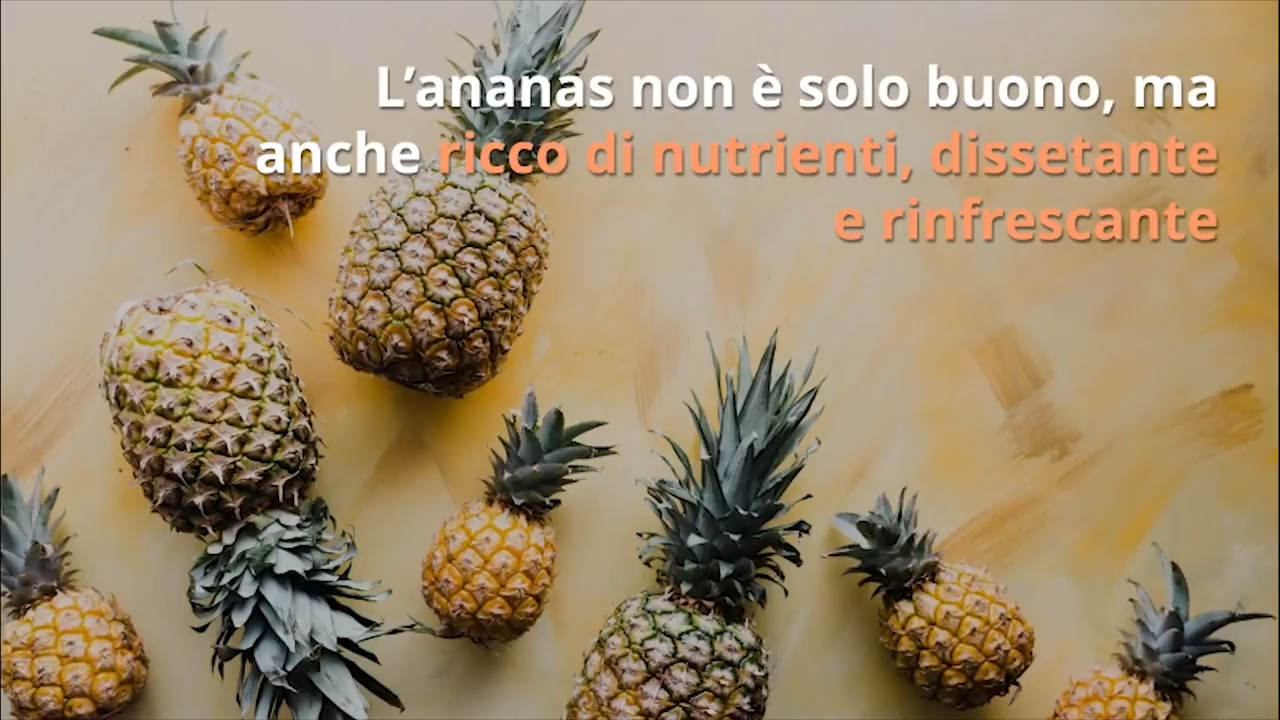 L’ananas non è solo buono, ma
anche ricco di nutrienti, dissetante
e rinfrescante